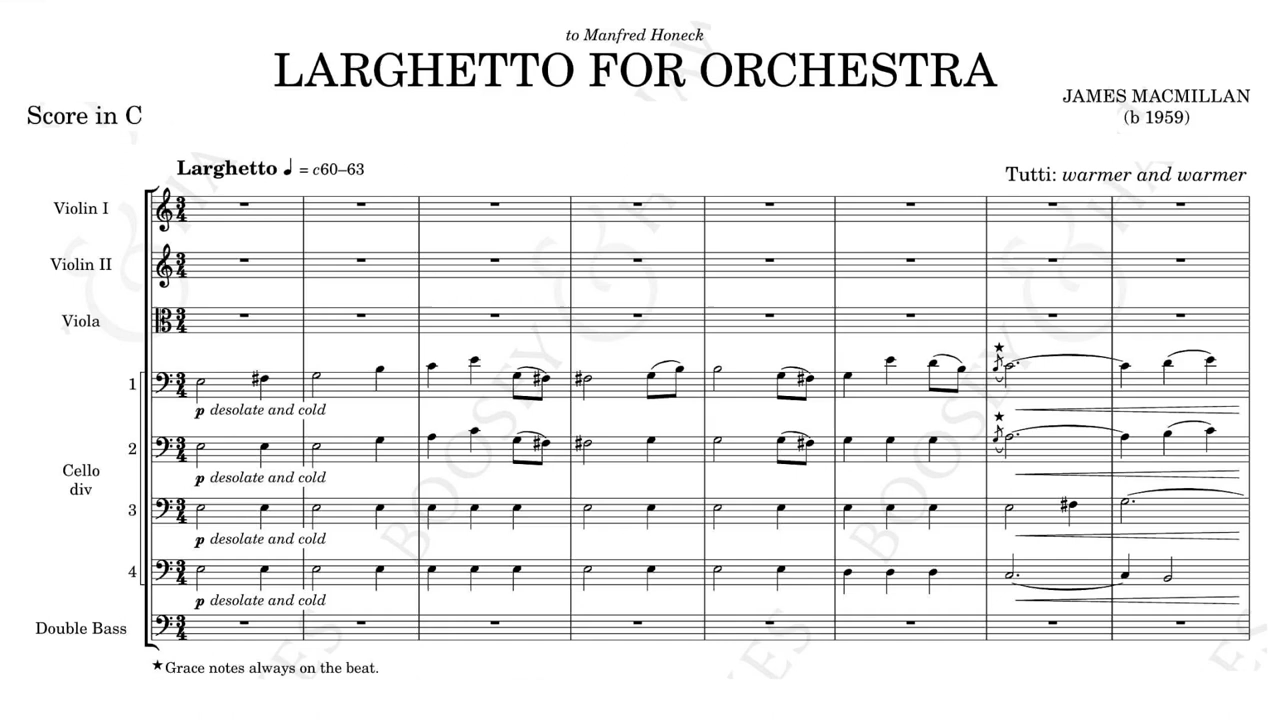 to Manfred Honeck
LARGHETTO FOR ORCHESTRA
JAMES MACMILLAN
(b 1959)
Score in C
Larghetto ♩ = c60–63
Tutti: warmer and warmer
Violin I
Violin II
Viola
1
p desolate and cold
2
p desolate and cold
Cello
div
3
p desolate and cold
4
p desolate and cold
Double Bass
★Grace notes always on the beat.
BOOSEY &
BOOSEY &